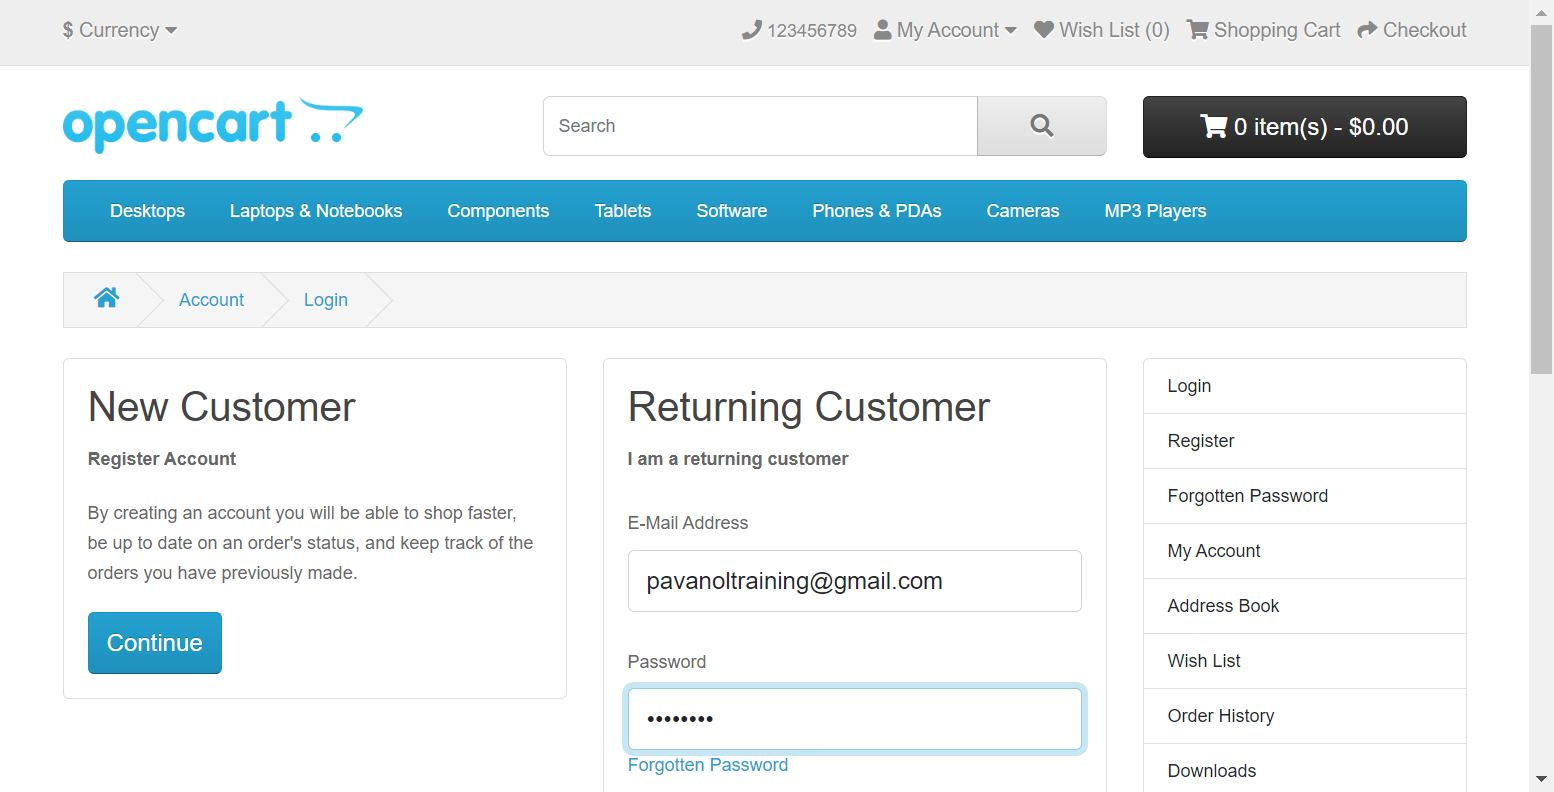 $ Currency
123456789 My Account Wish List (0) Shopping Cart Checkout
opencart
Search
0 item(s) - $0.00
Desktops Laptops & Notebooks Components Tablets Software Phones & PDAs Cameras MP3 Players
Account Login
New Customer
Register Account
By creating an account you will be able to shop faster,
be up to date on an order's status, and keep track of the
orders you have previously made.
Continue
Returning Customer
I am a returning customer
E-Mail Address
pavanoltraining@gmail.com
Password
••••••••
Forgotten Password
Login
Register
Forgotten Password
My Account
Address Book
Wish List
Order History
Downloads